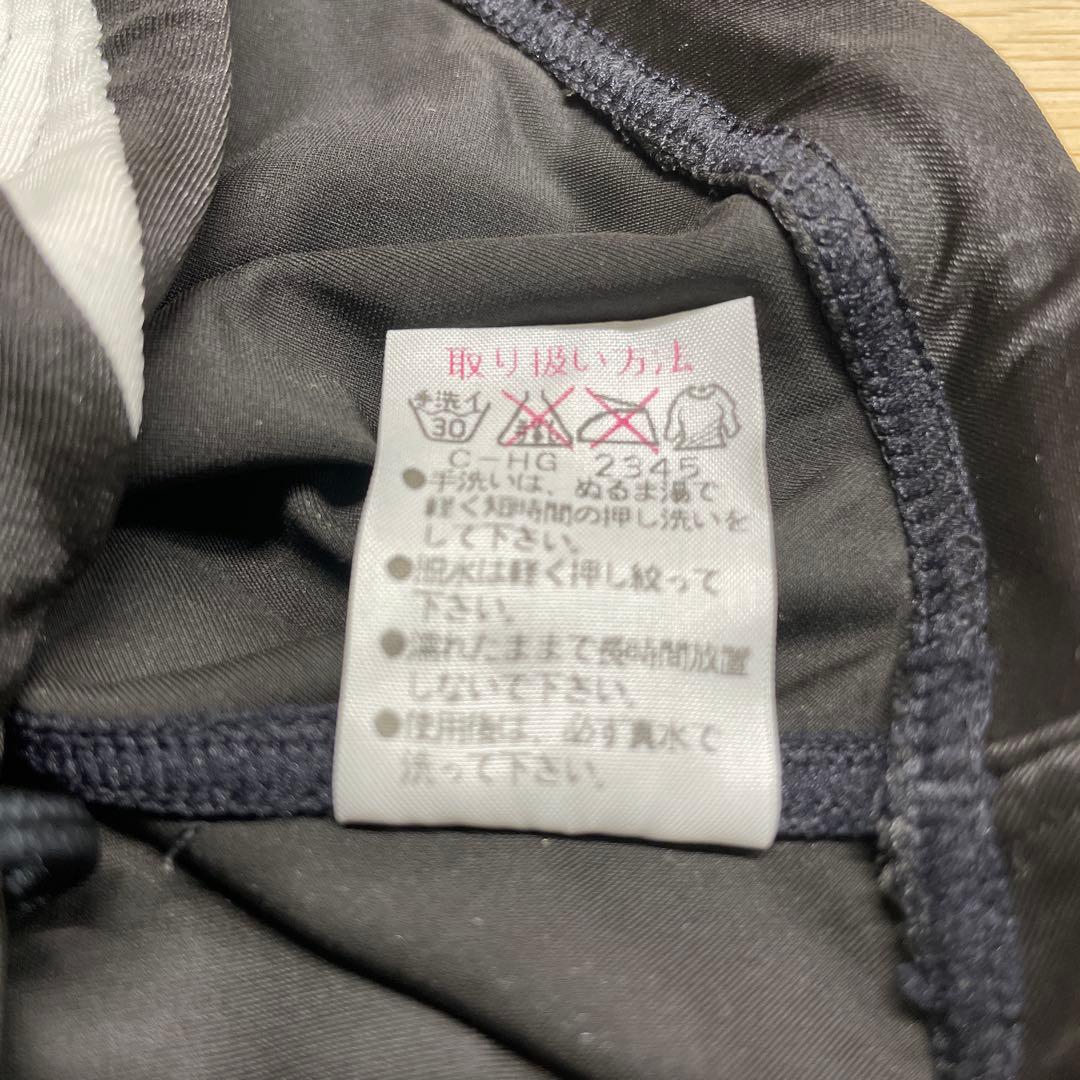 取り扱い方法
手洗イ
30
C-HG 2345
●手洗いは、ぬるま湯で
軽く短時間の押し洗いを
して下さい。
●脱水は軽く押し絞って
下さい。
●濡れたままで長時間放置
しないで下さい。
●使用後は、必ず真水で
洗って下さい。